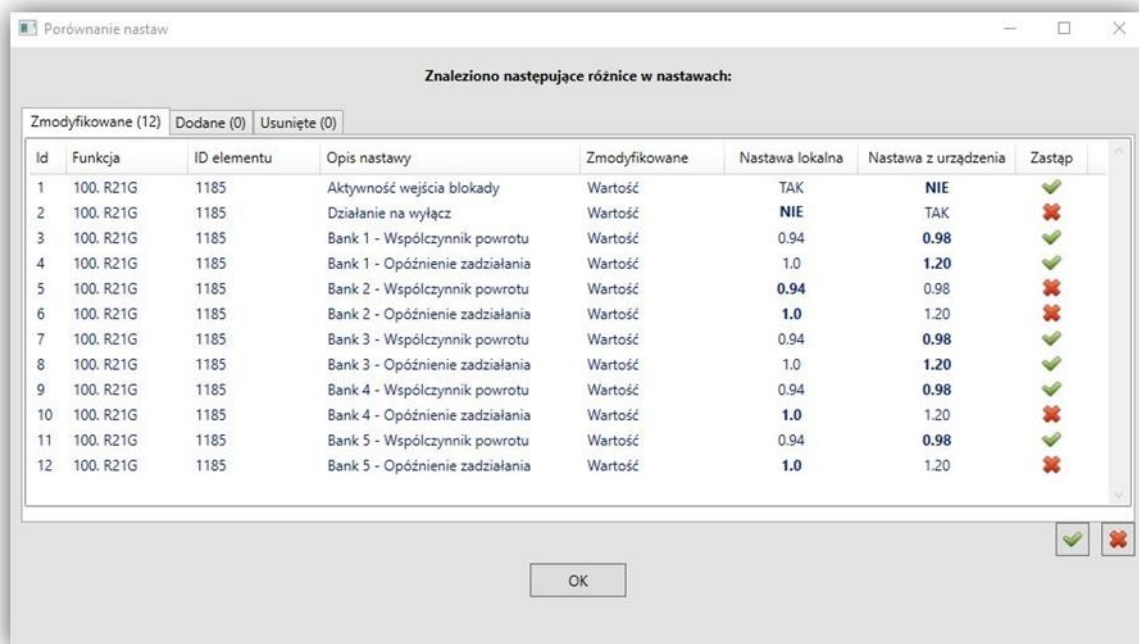 Porównanie nastaw
Znaleziono następujące różnice w nastawach:
Zmodyfikowane (12) Dodane (0) Usunięte (0)
Id Funkcja ID elementu Opis nastawy Zmodyfikowane Nastawa lokalna Nastawa z urządzenia Zastąp
1 100. R21G 1185 Aktywność wejścia blokady Wartość TAK NIE
2 100. R21G 1185 Działanie na wyłącz Wartość NIE TAK
3 100. R21G 1185 Bank 1 - Współczynnik powrotu Wartość 0.94 0.98
4 100. R21G 1185 Bank 1 - Opóźnienie zadziałania Wartość 1.0 1.20
5 100. R21G 1185 Bank 2 - Współczynnik powrotu Wartość 0.94 0.98
6 100. R21G 1185 Bank 2 - Opóźnienie zadziałania Wartość 1.0 1.20
7 100. R21G 1185 Bank 3 - Współczynnik powrotu Wartość 0.94 0.98
8 100. R21G 1185 Bank 3 - Opóźnienie zadziałania Wartość 1.0 1.20
9 100. R21G 1185 Bank 4 - Współczynnik powrotu Wartość 0.94 0.98
10 100. R21G 1185 Bank 4 - Opóźnienie zadziałania Wartość 1.0 1.20
11 100. R21G 1185 Bank 5 - Współczynnik powrotu Wartość 0.94 0.98
12 100. R21G 1185 Bank 5 - Opóźnienie zadziałania Wartość 1.0 1.20
OK